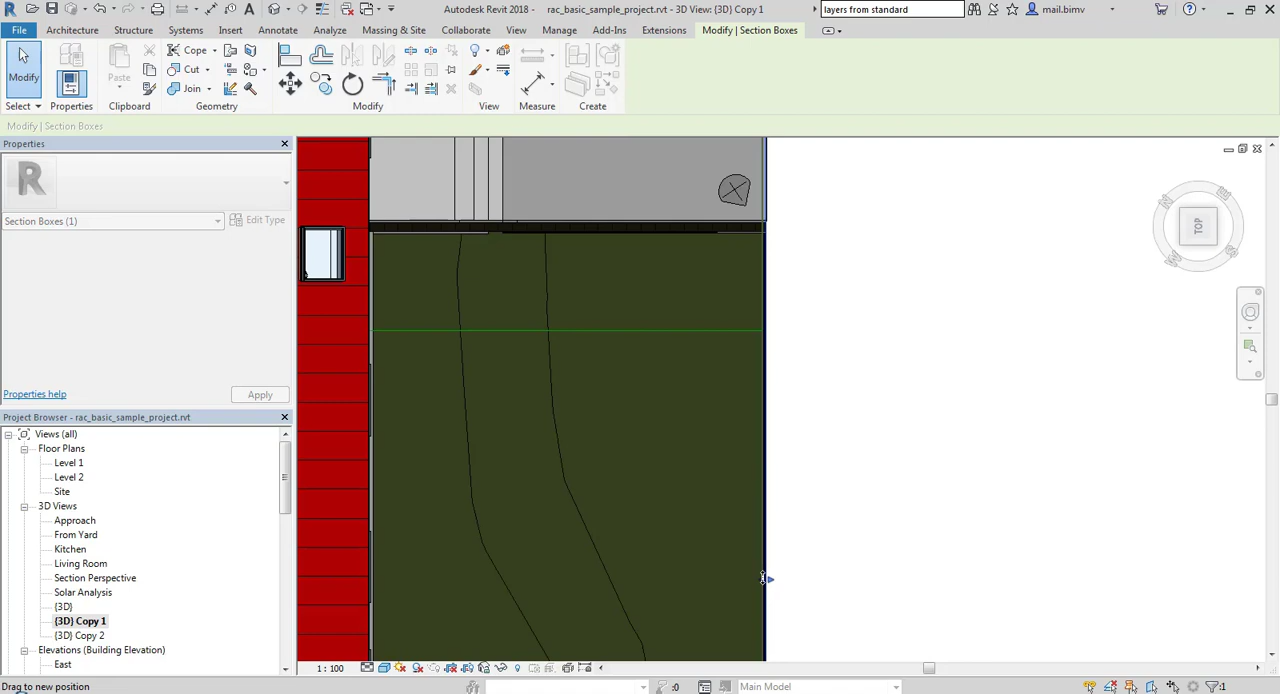 Autodesk Revit 2018 - rac_basic_sample_project.rvt - 3D View: {3D} Copy 1
layers from standard
mail.bimv
File Architecture Structure Systems Insert Annotate Analyze Massing & Site Collaborate View Manage Add-Ins Extensions Modify | Section Boxes
Modify Paste Cope Cut Join
Select Properties Clipboard Geometry Modify View Measure Create
Modify | Section Boxes
Properties
R
Section Boxes (1) Edit Type
Properties help Apply
Project Browser - rac_basic_sample_project.rvt
Views (all)
Floor Plans
Level 1
Level 2
Site
3D Views
Approach
From Yard
Kitchen
Living Room
Section Perspective
Solar Analysis
{3D}
{3D} Copy 1
{3D} Copy 2
Elevations (Building Elevation)
East
TOP
N
E
W
S
1 : 100
Drag to new position
:0
Main Model
:1